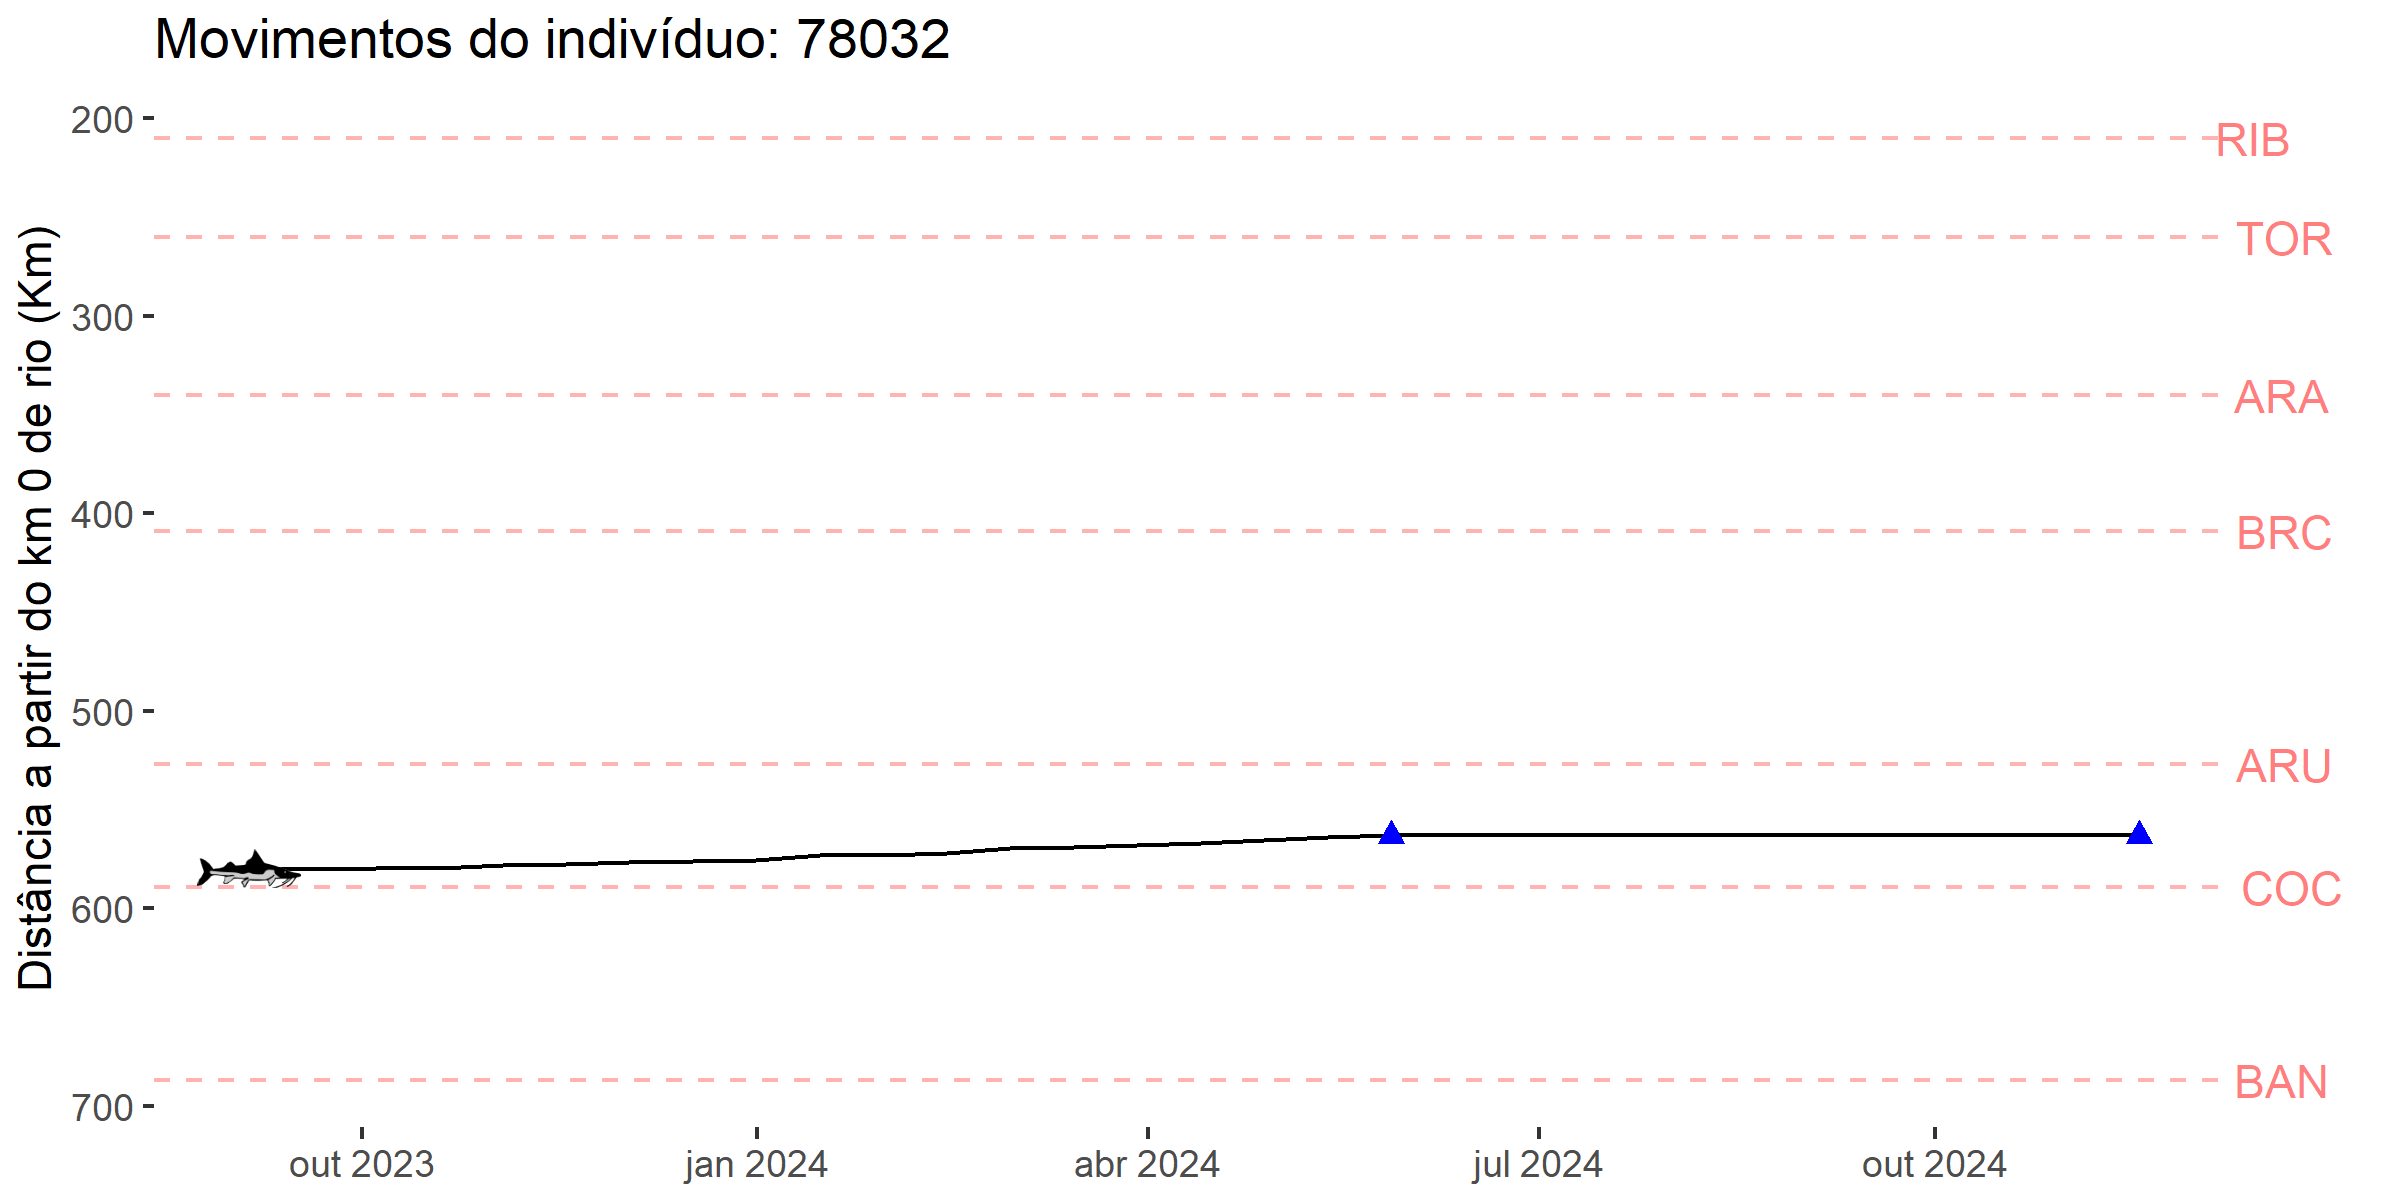 Movimentos do indivíduo: 78032
Distância a partir do km 0 de rio (Km)
200
300
400
500
600
700
RIB
TOR
ARA
BRC
ARU
COC
BAN
out 2023
jan 2024
abr 2024
jul 2024
out 2024